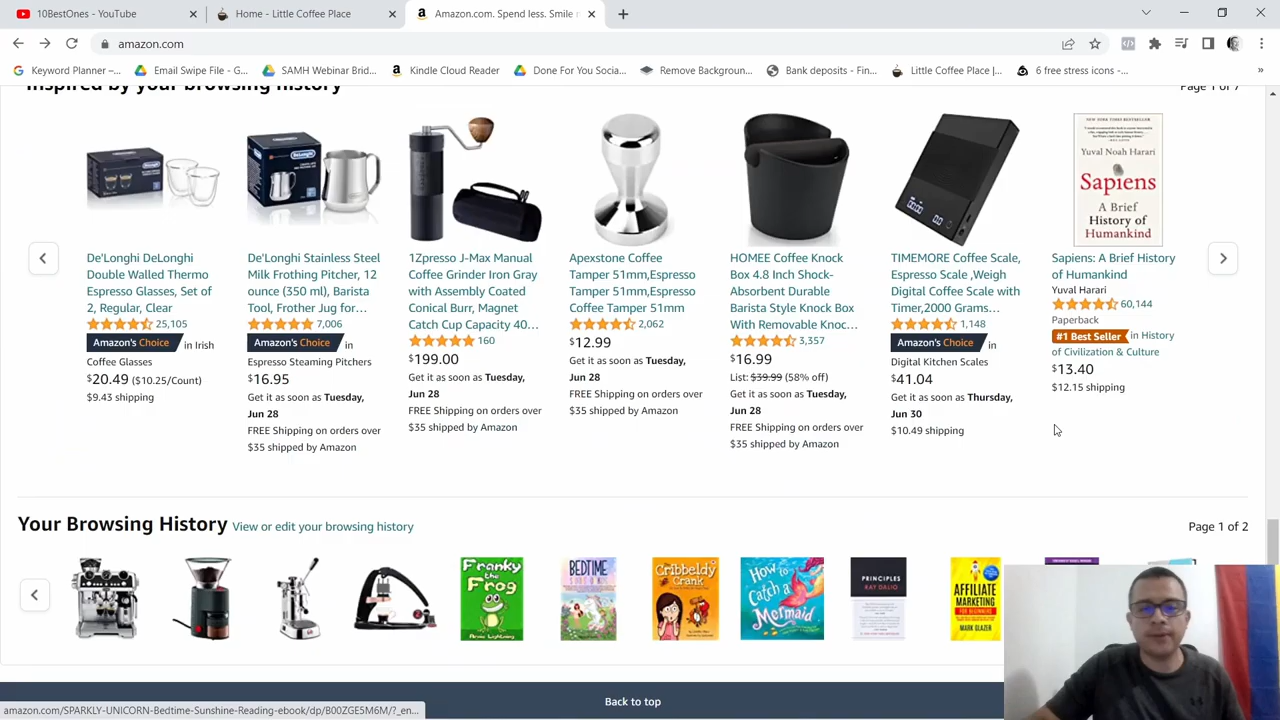 10BestOnes - YouTube
Home - Little Coffee Place
Amazon.com. Spend less. Smile
amazon.com
Keyword Planner –...
Email Swipe File - G...
SAMH Webinar Brid...
Kindle Cloud Reader
Done For You Socia...
Remove Backgroun...
Bank deposits - Fin...
Little Coffee Place |...
6 free stress icons -...
»
Inspired by your browsing history
Page 1 of 7
NEW YORK TIMES BESTSELLER
Yuval Noah Harari
Sapiens
A Brief
History of
Humankind
De'Longhi DeLonghi
Double Walled Thermo
Espresso Glasses, Set of
2, Regular, Clear
25,105
Amazon's Choice in Irish
Coffee Glasses
$20.49 ($10.25/Count)
$9.43 shipping
De'Longhi Stainless Steel
Milk Frothing Pitcher, 12
ounce (350 ml), Barista
Tool, Frother Jug for...
7,006
Amazon's Choice in
Espresso Steaming Pitchers
$16.95
Get it as soon as Tuesday,
Jun 28
FREE Shipping on orders over
$35 shipped by Amazon
1Zpresso J-Max Manual
Coffee Grinder Iron Gray
with Assembly Coated
Conical Burr, Magnet
Catch Cup Capacity 40...
160
$199.00
Get it as soon as Tuesday,
Jun 28
FREE Shipping on orders over
$35 shipped by Amazon
Apexstone Coffee
Tamper 51mm,Espresso
Tamper 51mm,Espresso
Coffee Tamper 51mm
2,062
$12.99
Get it as soon as Tuesday,
Jun 28
FREE Shipping on orders over
$35 shipped by Amazon
HOMEE Coffee Knock
Box 4.8 Inch Shock-
Absorbent Durable
Barista Style Knock Box
With Removable Knoc...
3,357
$16.99
List: $39.99 (58% off)
Get it as soon as Tuesday,
Jun 28
FREE Shipping on orders over
$35 shipped by Amazon
TIMEMORE Coffee Scale,
Espresso Scale ,Weigh
Digital Coffee Scale with
Timer,2000 Grams...
1,148
Amazon's Choice in
Digital Kitchen Scales
$41.04
Get it as soon as Thursday,
Jun 30
$10.49 shipping
Sapiens: A Brief History
of Humankind
Yuval Harari
60,144
Paperback
#1 Best Seller in History
of Civilization & Culture
$13.40
$12.15 shipping
Your Browsing History View or edit your browsing history
Page 1 of 2
Franky
the
Frog
BEDTIME
Cribbeldy
Crank
How to
Catch a
Mermaid
PRINCIPLES
RAY DALIO
AFFILIATE
MARKETING
FOR BEGINNERS
MARK GLAZER
Back to top
amazon.com/SPARKLY-UNICORN-Bedtime-Sunshine-Reading-ebook/dp/B00ZGE5M6M/?_en...